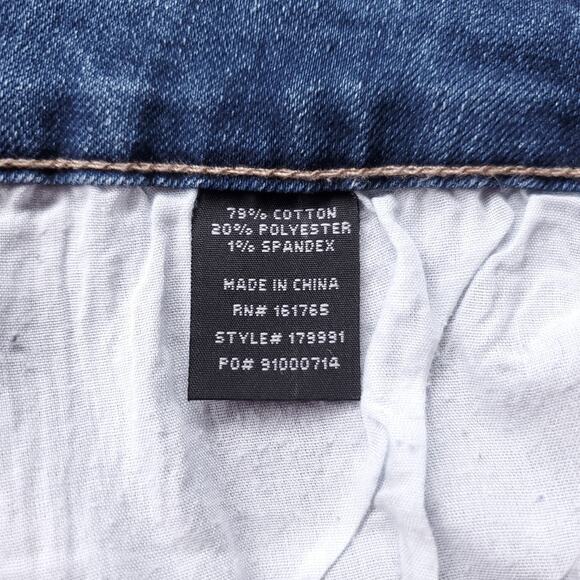 79% COTTON
20% POLYESTER
1% SPANDEX
MADE IN CHINA
RN# 161765
STYLE# 179991
PO# 91000714